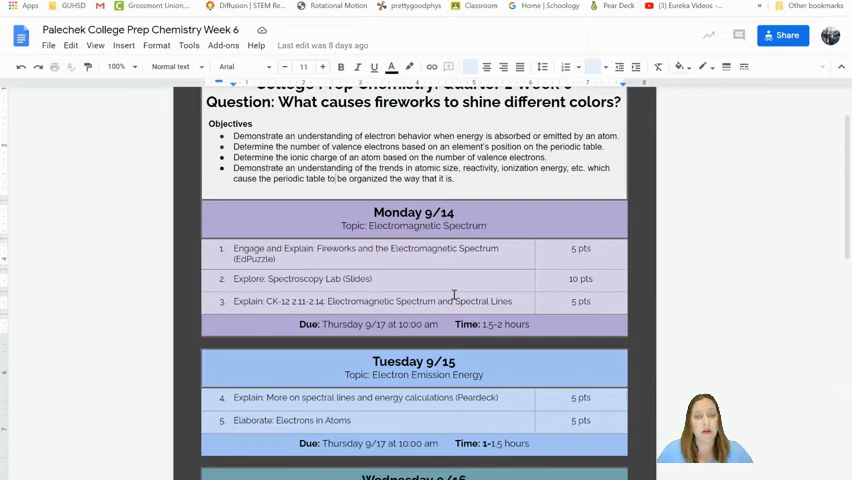 Apps GUHSD Grossmont Union,... Diffusion | STEM Re... Rotational Motion prettygoodphys Classroom Home | Schoology Pear Deck (3) Eureka Videos -... Other bookmarks
Palechek College Prep Chemistry Week 6
File Edit View Insert Format Tools Add-ons Help Last edit was 8 days ago
Share
100% Normal text Arial 11 B I U A
1 2 3 4 5 6 7 8
Question: What causes fireworks to shine different colors?
Objectives
● Demonstrate an understanding of electron behavior when energy is absorbed or emitted by an atom.
● Determine the number of valence electrons based on an element's position on the periodic table.
● Determine the ionic charge of an atom based on the number of valence electrons.
● Demonstrate an understanding of the trends in atomic size, reactivity, ionization energy, etc. which
cause the periodic table to be organized the way that it is.
Monday 9/14
Topic: Electromagnetic Spectrum
1. Engage and Explain: Fireworks and the Electromagnetic Spectrum 5 pts
(EdPuzzle)
2. Explore: Spectroscopy Lab (Slides) 10 pts
3. Explain: CK-12 2.11-2.14: Electromagnetic Spectrum and Spectral Lines 5 pts
Due: Thursday 9/17 at 10:00 am Time: 1.5-2 hours
Tuesday 9/15
Topic: Electron Emission Energy
4. Explain: More on spectral lines and energy calculations (Peardeck) 5 pts
5. Elaborate: Electrons in Atoms 5 pts
Due: Thursday 9/17 at 10:00 am Time: 1-1.5 hours
Wednesday 9/16